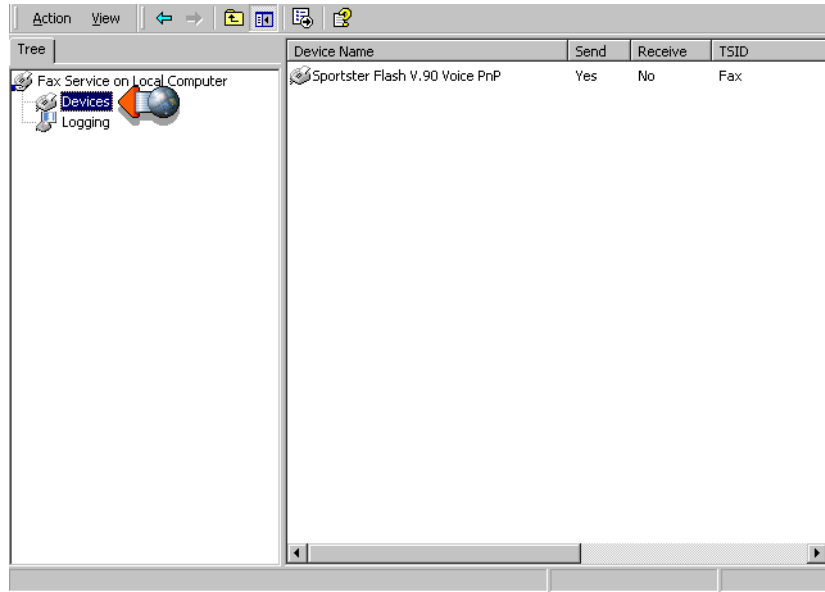 Action View
Tree
Fax Service on Local Computer
Devices
Logging
Device Name Send Receive TSID
Sportster Flash V.90 Voice PnP Yes No Fax